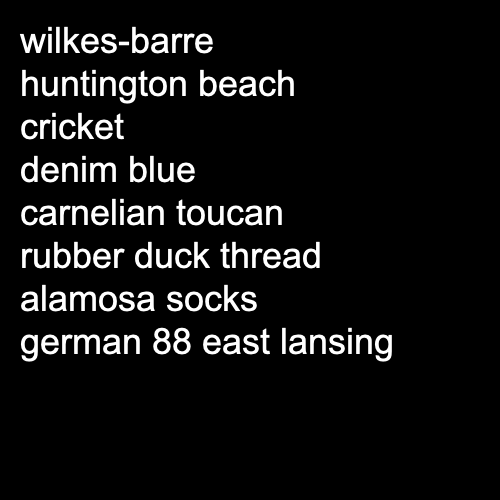 wilkes-barre
huntington beach
cricket
denim blue
carnelian toucan
rubber duck thread
alamosa socks
german 88 east lansing